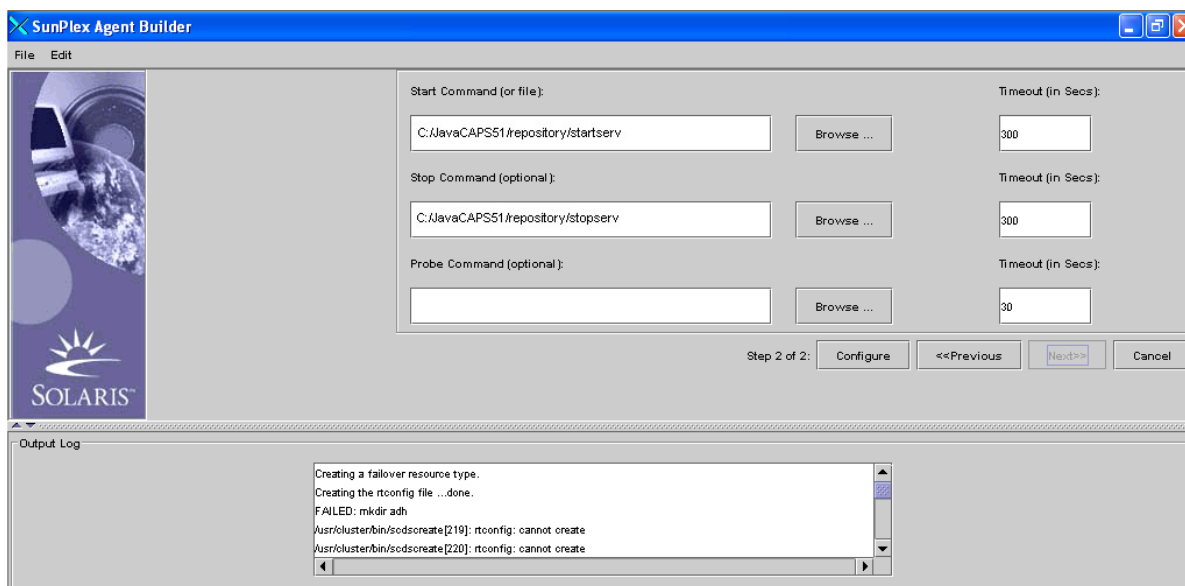 SunPlex Agent Builder
File Edit
Start Command (or file): Timeout (in Secs):
C:/JavaCAPS51/repository/startserv Browse ... 300
Stop Command (optional): Timeout (in Secs):
C:/JavaCAPS51/repository/stopserv Browse ... 300
Probe Command (optional): Timeout (in Secs):
Browse ... 30
Step 2 of 2: Configure <<Previous Next>> Cancel
SOLARIS™
Output Log
Creating a failover resource type.
Creating the rtconfig file ...done.
FAILED: mkdir adh
/usr/cluster/bin/scdscreate[219]: rtconfig: cannot create
/usr/cluster/bin/scdscreate[220]: rtconfig: cannot create